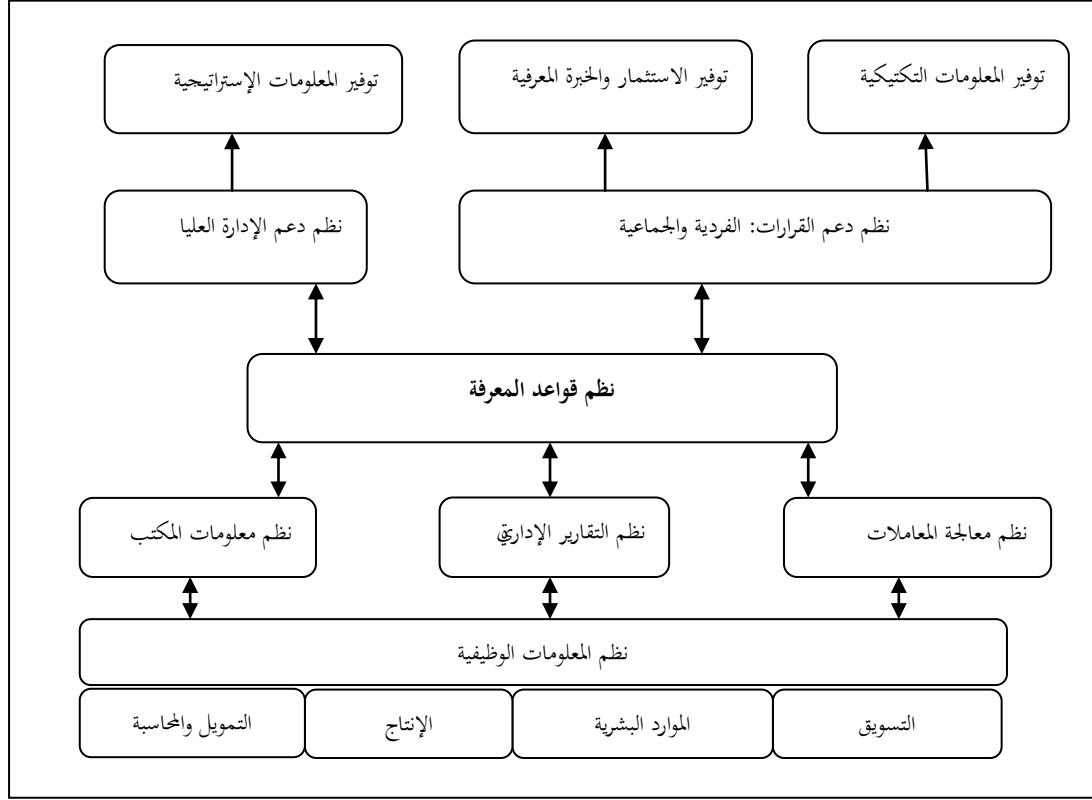 توفير المعلومات التكتيكية
توفير الاستثمار والخبرة المعرفية
توفير المعلومات الإستراتيجية
نظم دعم القرارات: الفردية والجماعية
نظم دعم الإدارة العليا
نظم قواعد المعرفة
نظم معالجة المعاملات
نظم التقارير الإدارية
نظم معلومات المكتب
نظم المعلومات الوظيفية
التسويق
الموارد البشرية
الإنتاج
التمويل والمحاسبة